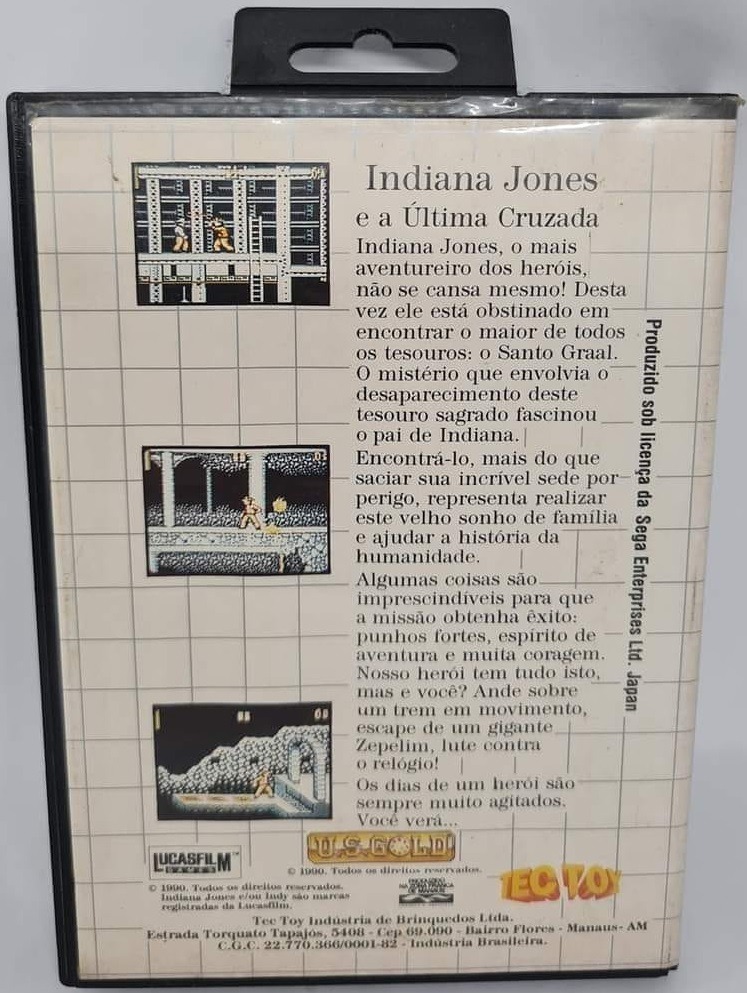 Indiana Jones
e a Última Cruzada
Indiana Jones, o mais
aventureiro dos heróis,
não se cansa mesmo! Desta
vez ele está obstinado em
encontrar o maior de todos
os tesouros: o Santo Graal.
O mistério que envolvia o
desaparecimento deste
tesouro sagrado fascinou
o pai de Indiana.
Encontrá-lo, mais do que
saciar sua incrível sede por
perigo, representa realizar
este velho sonho de família
e ajudar a história da
humanidade.
Algumas coisas são
imprescindíveis para que
a missão obtenha êxito:
punhos fortes, espírito de
aventura e muita coragem.
Nosso herói tem tudo isto,
mas e você? Ande sobre
um trem em movimento,
escape de um gigante
Zepelim, lute contra
o relógio!
Os dias de um herói são
sempre muito agitados.
Você verá...
Produzido sob licença da Sega Enterprises Ltd. Japan
LUCASFILM™
GAMES
© 1990. Todos os direitos reservados.
Indiana Jones e/ou Indy são marcas
registradas da Lucasfilm.
U.S. GOLD
© 1990. Todos os direitos reservados.
PRODUZIDO
NA ZONA FRANCA
DE MANAUS
TEC TOY
Tec Toy Indústria de Brinquedos Ltda.
Estrada Torquato Tapajós, 5408 - Cep 69.090 - Bairro Flores - Manaus- AM
C.G.C. 22.770.366/0001-82 - Indústria Brasileira.